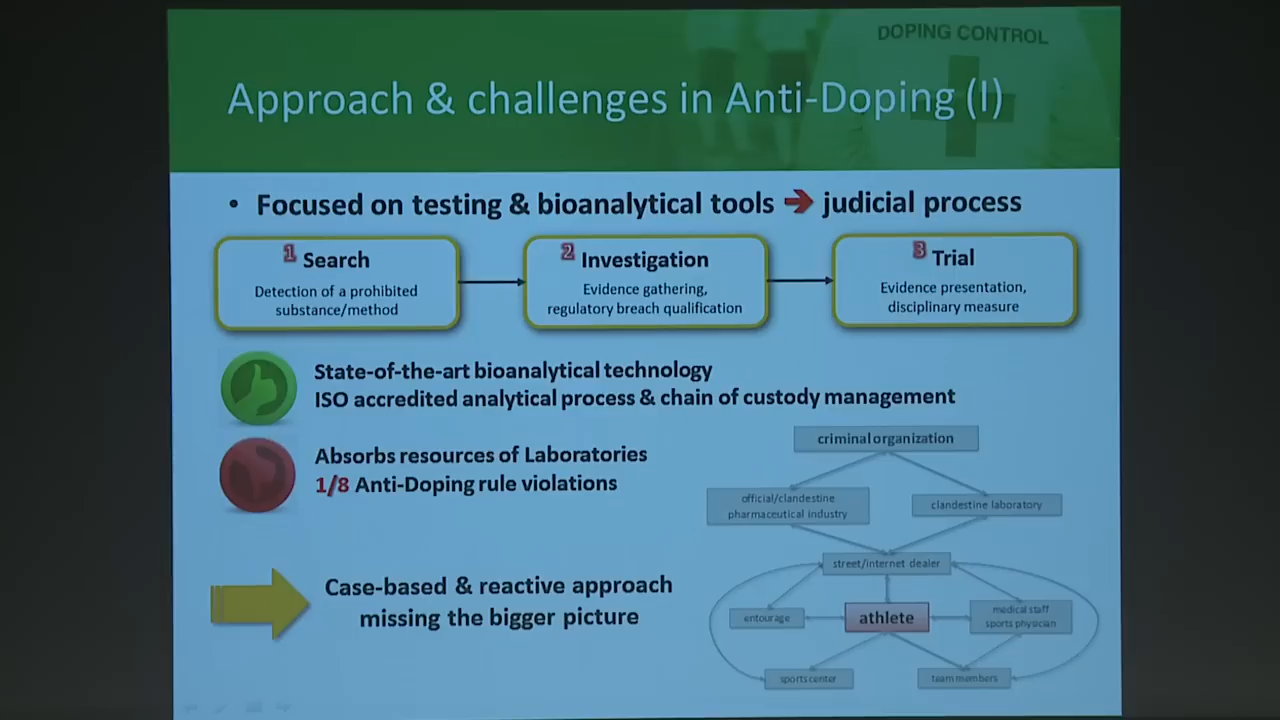 DOPING CONTROL
Approach & challenges in Anti-Doping (I)
• Focused on testing & bioanalytical tools ➔ judicial process
1 Search
Detection of a prohibited
substance/method
2 Investigation
Evidence gathering,
regulatory breach qualification
3 Trial
Evidence presentation,
disciplinary measure
State-of-the-art bioanalytical technology
ISO accredited analytical process & chain of custody management
Absorbs resources of Laboratories
1/8 Anti-Doping rule violations
Case-based & reactive approach
missing the bigger picture
criminal organization
official/clandestine
pharmaceutical industry
clandestine laboratory
street/internet dealer
entourage
athlete
medical staff
sports physician
sports center
team members